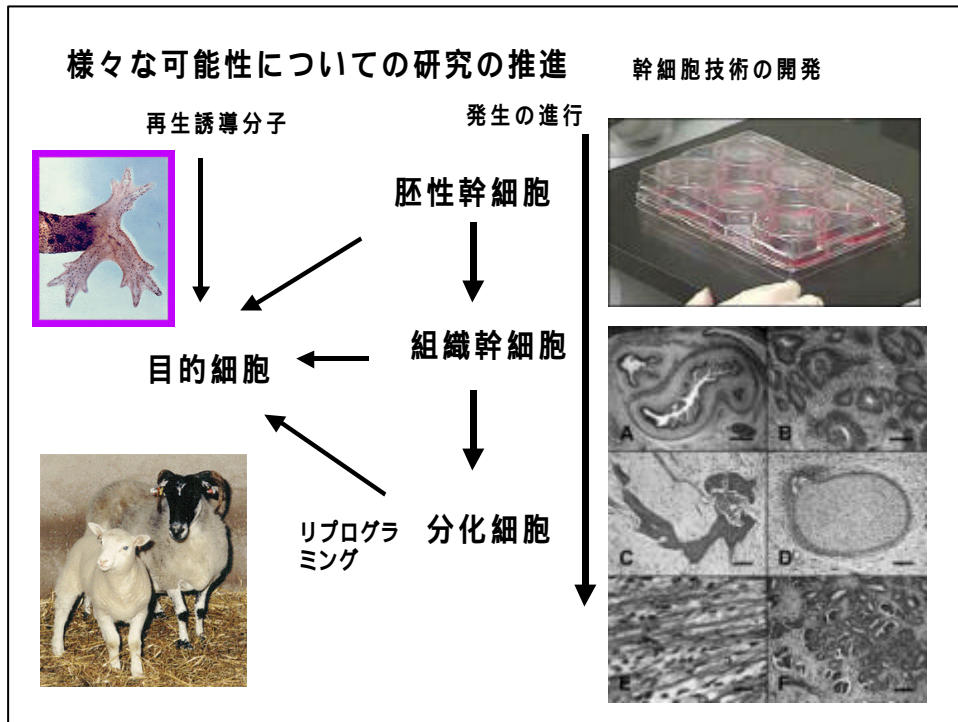 様々な可能性についての研究の推進
幹細胞技術の開発
再生誘導分子
発生の進行
胚性幹細胞
組織幹細胞
目的細胞
リプログラ
ミング
分化細胞
A
B
C
D
E
F